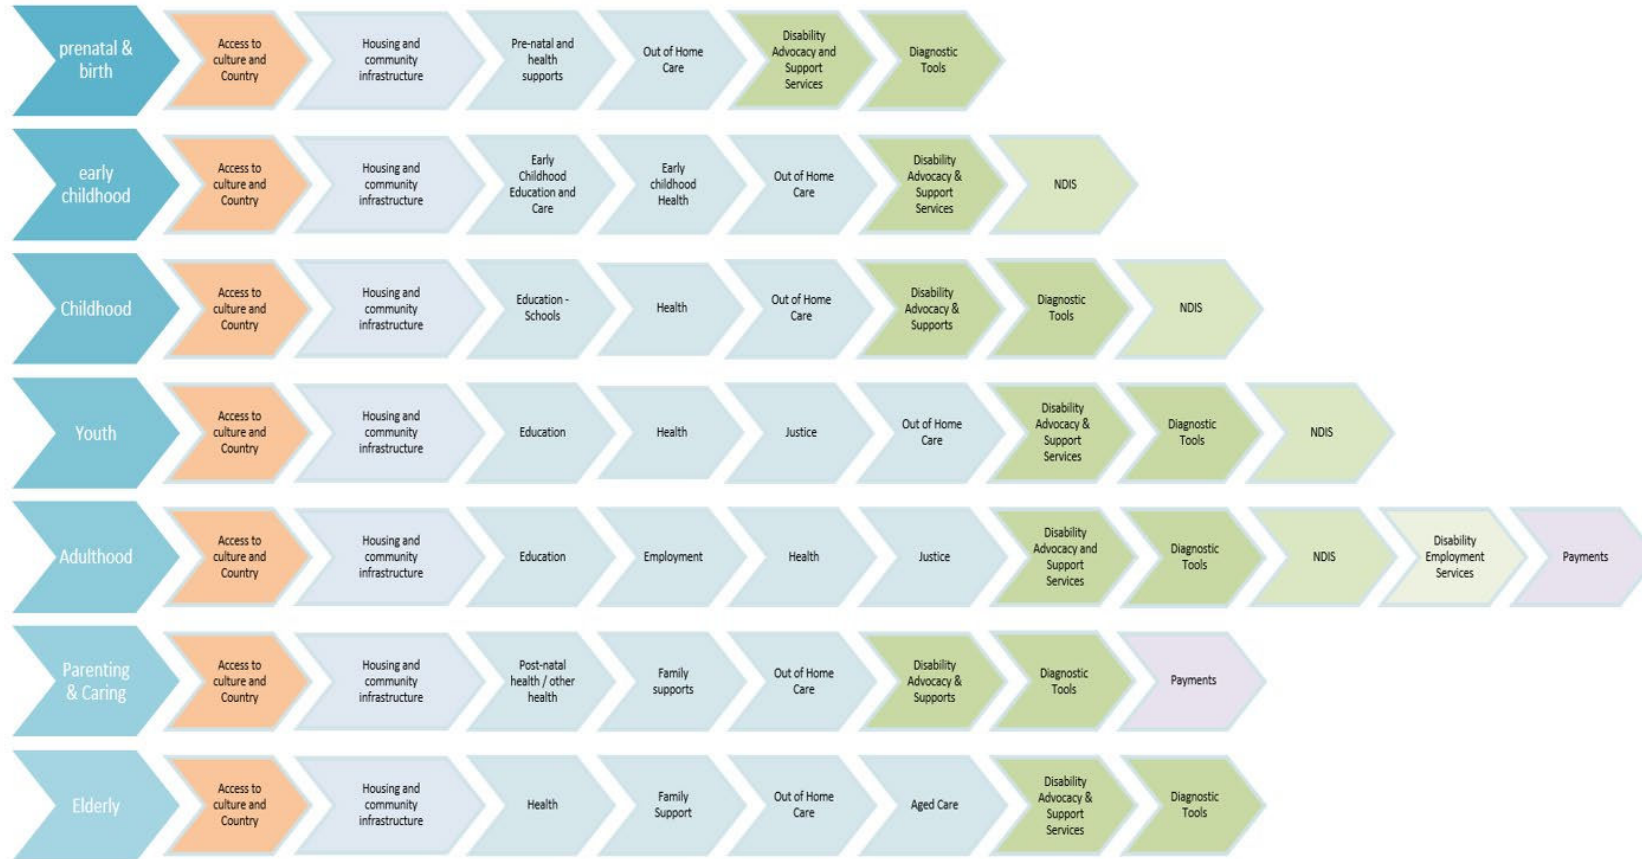 prenatal &
birth
Access to
culture and
Country
Housing and
community
infrastructure
Pre-natal and
health
supports
Out of Home
Care
Disability
Advocacy and
Support
Services
Diagnostic
Tools
early
childhood
Access to
culture and
Country
Housing and
community
infrastructure
Early
Childhood
Education and
Care
Early
childhood
Health
Out of Home
Care
Disability
Advocacy &
Support
Services
NDIS
Childhood
Access to
culture and
Country
Housing and
community
infrastructure
Education -
Schools
Health
Out of Home
Care
Disability
Advocacy &
Supports
Diagnostic
Tools
NDIS
Youth
Access to
culture and
Country
Housing and
community
infrastructure
Education
Health
Justice
Out of Home
Care
Disability
Advocacy &
Support
Services
Diagnostic
Tools
NDIS
Adulthood
Access to
culture and
Country
Housing and
community
infrastructure
Education
Employment
Health
Justice
Disability
Advocacy and
Support
Services
Diagnostic
Tools
NDIS
Disability
Employment
Services
Payments
Parenting
& Caring
Access to
culture and
Country
Housing and
community
infrastructure
Post-natal
health / other
health
Family
supports
Out of Home
Care
Disability
Advocacy &
Supports
Diagnostic
Tools
Payments
Elderly
Access to
culture and
Country
Housing and
community
infrastructure
Health
Family
Support
Out of Home
Care
Aged Care
Disability
Advocacy &
Support
Services
Diagnostic
Tools